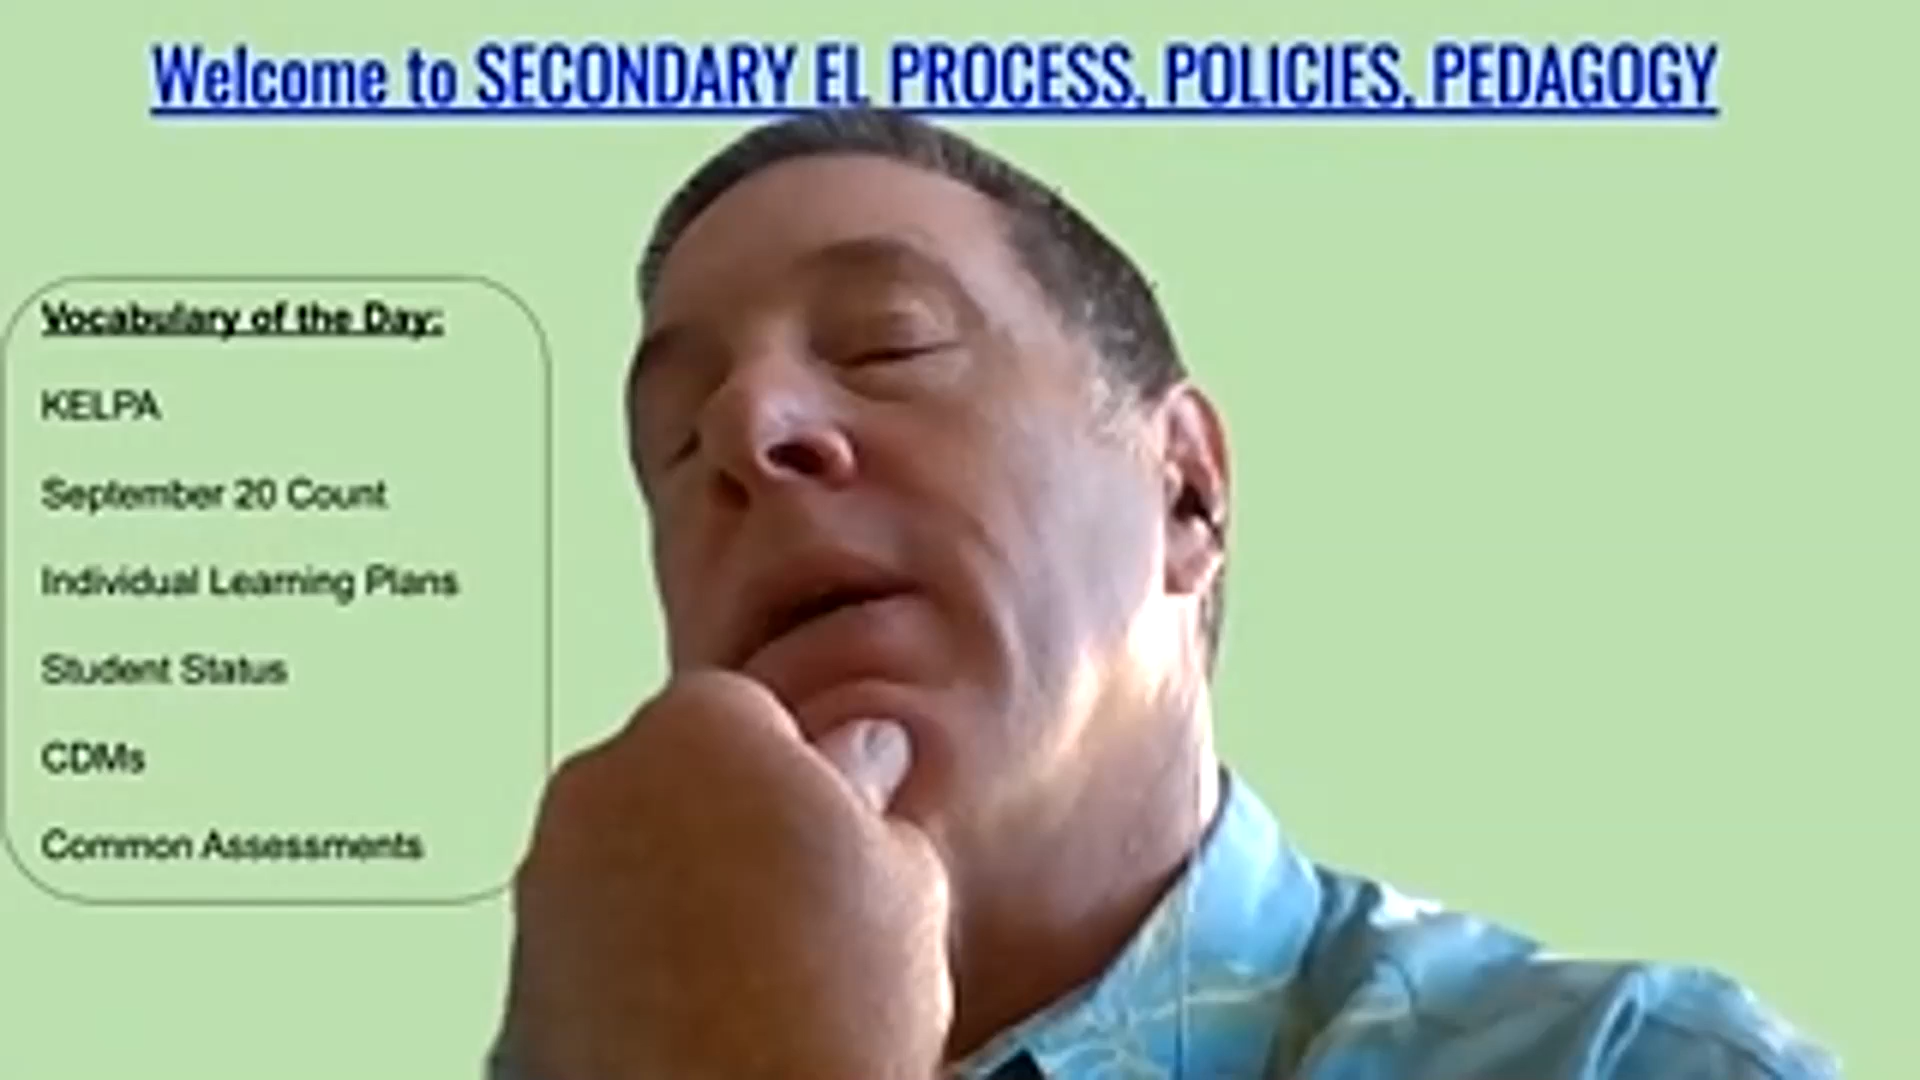 Welcome to SECONDARY EL PROCESS, POLICIES, PEDAGOGY
Vocabulary of the Day:
KELPA
September 20 Count
Individual Learning Plans
Student Status
CDMs
Common Assessments